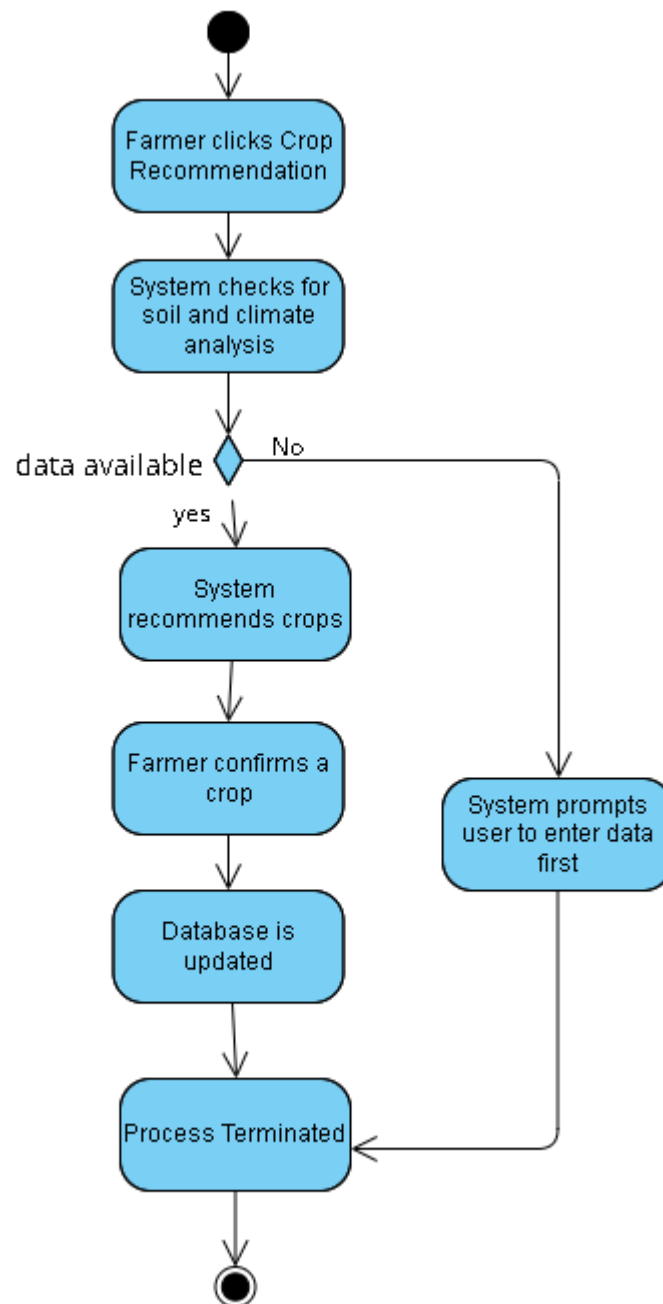 Farmer clicks Crop
Recommendation
System checks for
soil and climate
analysis
No
data available
yes
System
recommends crops
Farmer confirms a
crop
System prompts
user to enter data
first
Database is
updated
Process Terminated